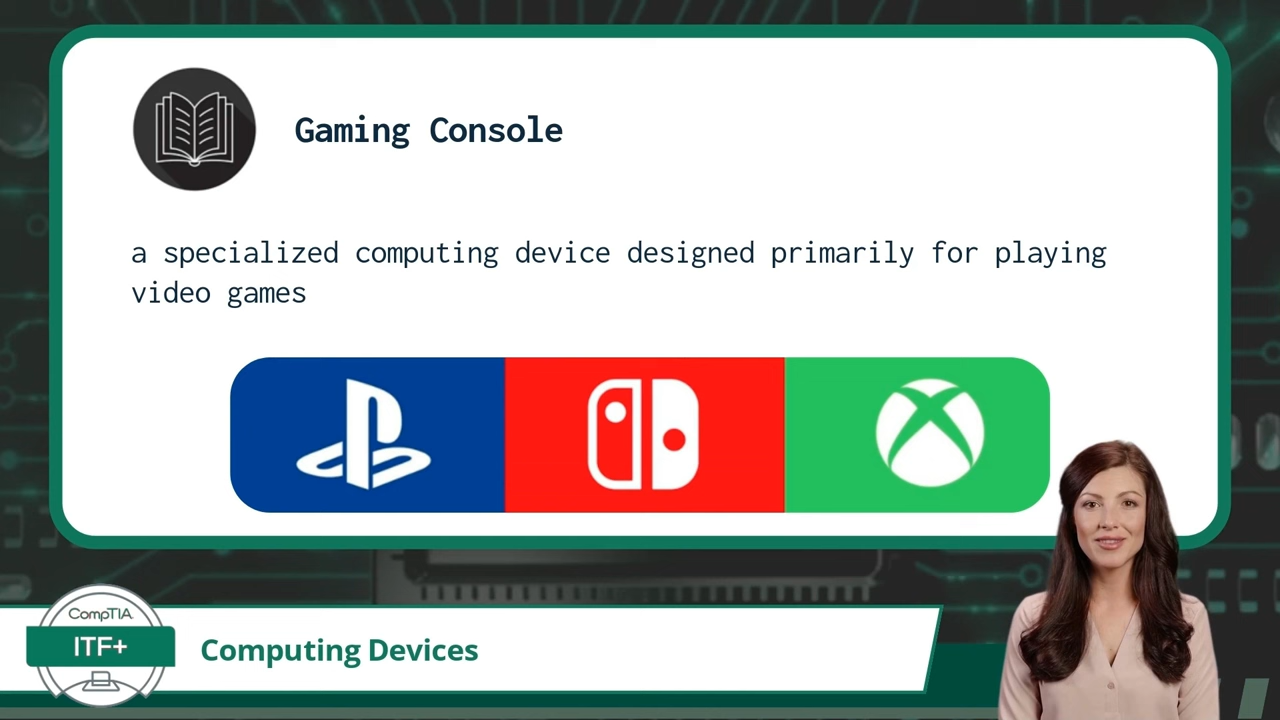 Gaming Console
a specialized computing device designed primarily for playing
video games
CompTIA.
ITF+
Computing Devices